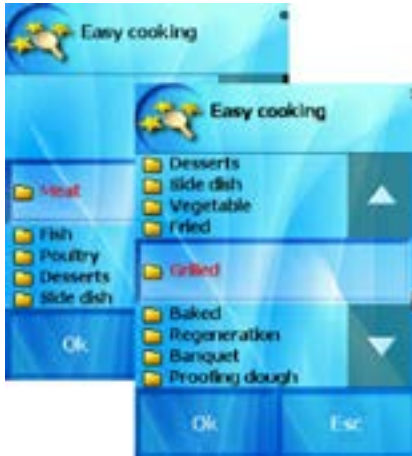 Easy cooking
Meat
Fish
Poultry
Desserts
Side dish
Ok
Easy cooking
Desserts
Side dish
Vegetable
Fried
Grilled
Baked
Regeneration
Banquet
Proofing dough
Ok
Esc